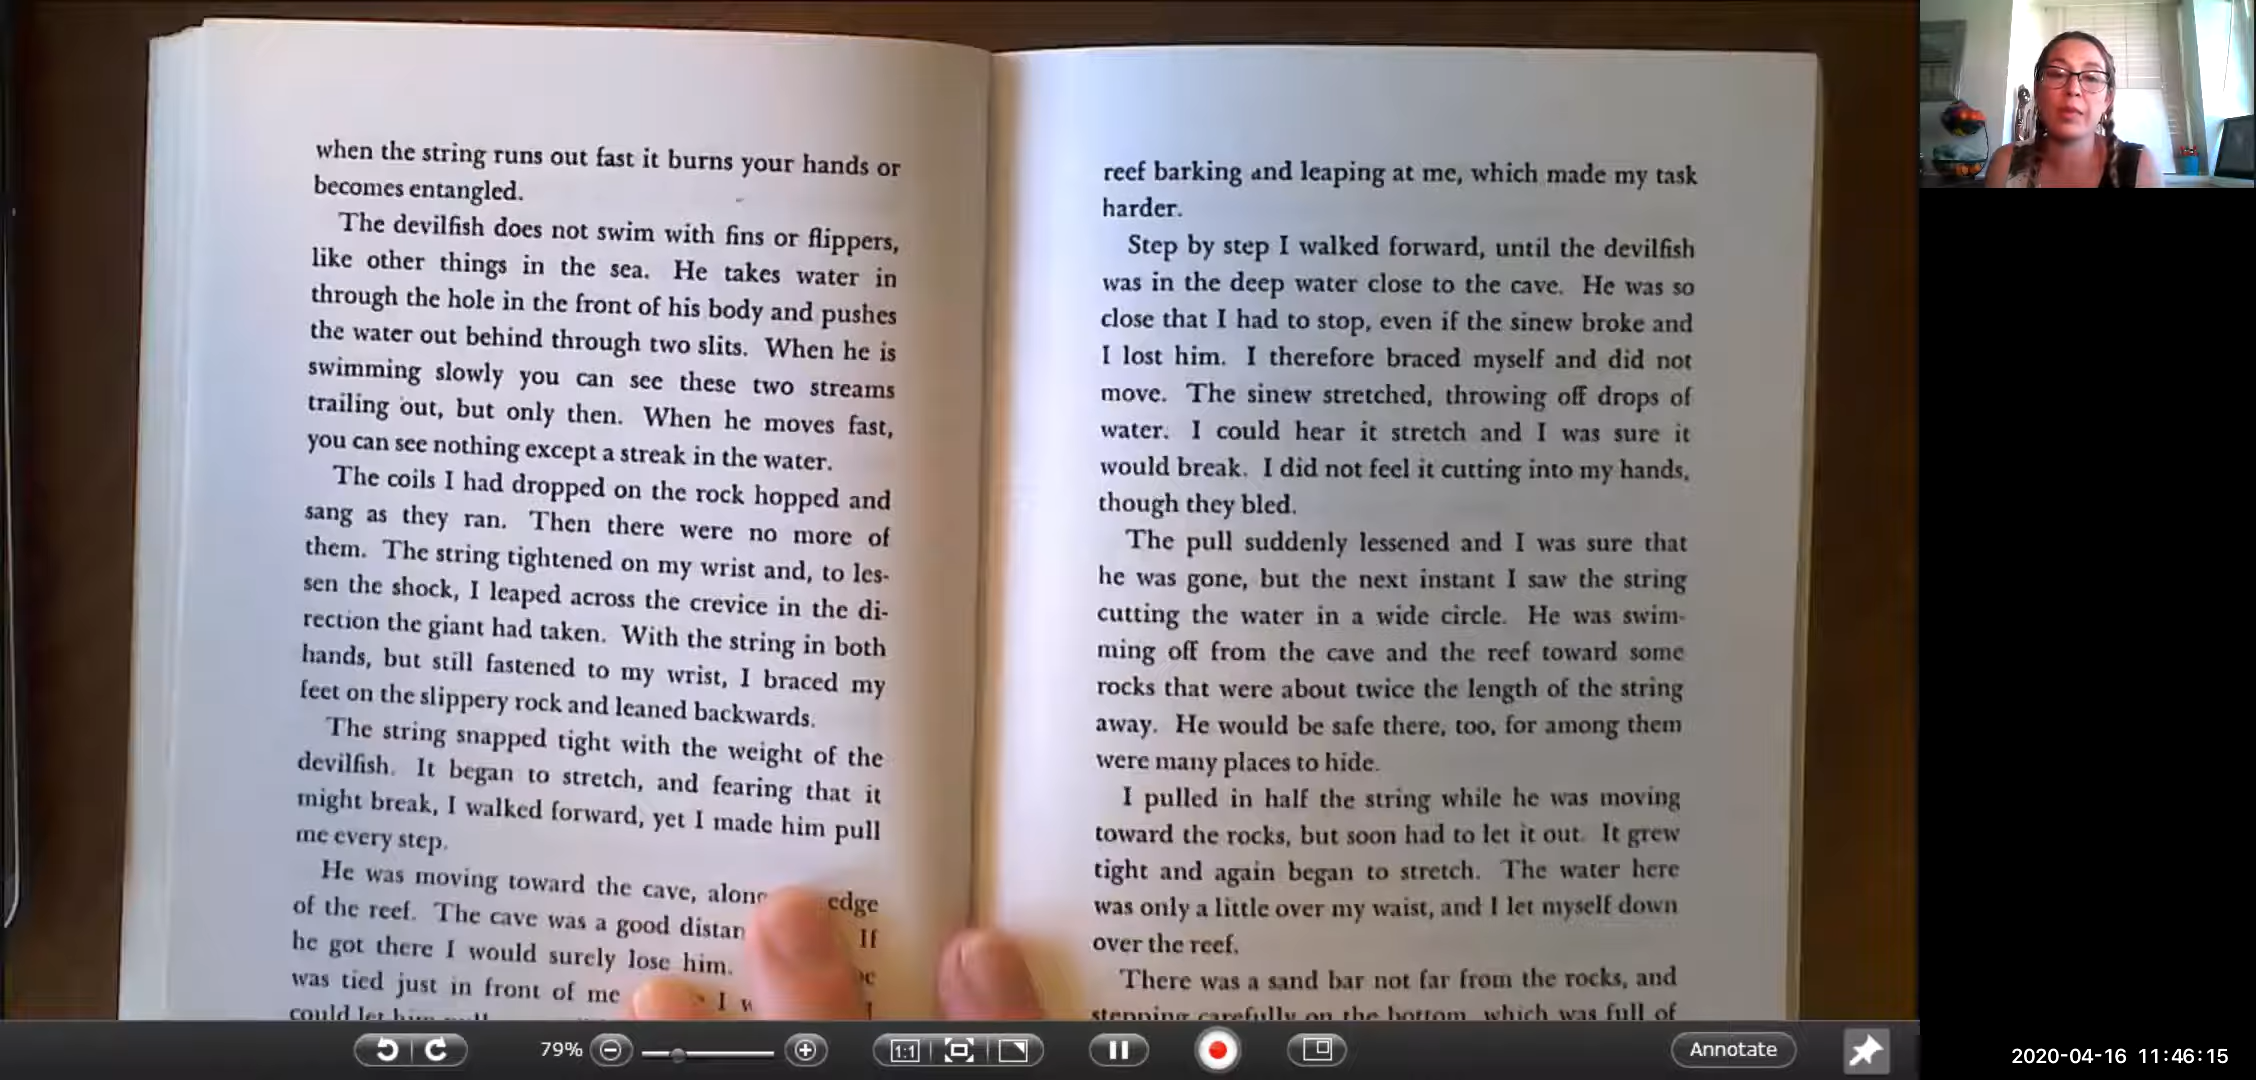 when the string runs out fast it burns your hands or
becomes entangled.
The devilfish does not swim with fins or flippers,
like other things in the sea. He takes water in
through the hole in the front of his body and pushes
the water out behind through two slits. When he is
swimming slowly you can see these two streams
trailing out, but only then. When he moves fast,
you can see nothing except a streak in the water.
The coils I had dropped on the rock hopped and
sang as they ran. Then there were no more of
them. The string tightened on my wrist and, to les-
sen the shock, I leaped across the crevice in the di-
rection the giant had taken. With the string in both
hands, but still fastened to my wrist, I braced my
feet on the slippery rock and leaned backwards.
The string snapped tight with the weight of the
devilfish. It began to stretch, and fearing that it
might break, I walked forward, yet I made him pull
me every step.
He was moving toward the cave, edge
of the reef. The cave was a good If
he got there I would surely lose him.
was tied just in front of me I
could let him
reef barking and leaping at me, which made my task
harder.
Step by step I walked forward, until the devilfish
was in the deep water close to the cave. He was so
close that I had to stop, even if the sinew broke and
I lost him. I therefore braced myself and did not
move. The sinew stretched, throwing off drops of
water. I could hear it stretch and I was sure it
would break. I did not feel it cutting into my hands,
though they bled.
The pull suddenly lessened and I was sure that
he was gone, but the next instant I saw the string
cutting the water in a wide circle. He was swim-
ming off from the cave and the reef toward some
rocks that were about twice the length of the string
away. He would be safe there, too, for among them
were many places to hide.
I pulled in half the string while he was moving
toward the rocks, but soon had to let it out. It grew
tight and again began to stretch. The water here
was only a little over my waist, and I let myself down
over the reef.
There was a sand bar not far from the rocks, and
stepping carefully on the bottom, which was full of
79%
1:1
Annotate
2020-04-16 11:46:15